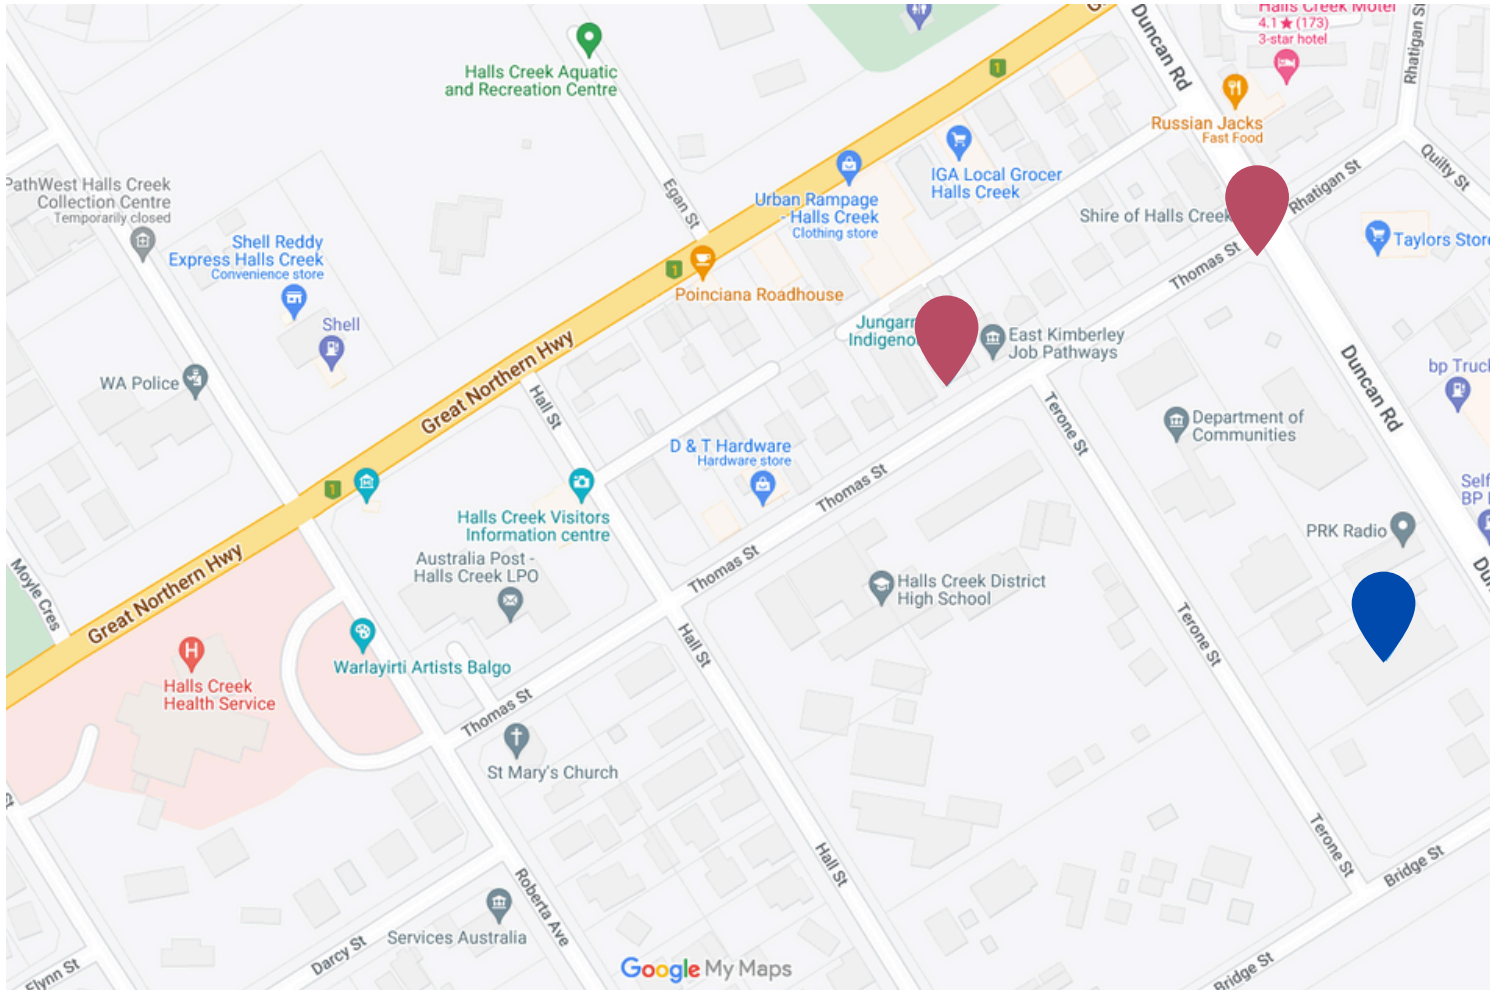 Halls Creek Motel
4.1★(173)
3-star hotel
Duncan Rd
Rhatigan St
Halls Creek Aquatic
and Recreation Centre
1
Russian Jacks
Fast Food
Quilty St
IGA Local Grocer
Halls Creek
Urban Rampage
- Halls Creek
Clothing store
Egan St
PathWest Halls Creek
Collection Centre
Temporarily closed
Shire of Halls Creek
Rhatigan St
Taylors Store
Shell Reddy
Express Halls Creek
Convenience store
1
Thomas St
Poinciana Roadhouse
Shell
East Kimberley
Job Pathways
Great Northern Hwy
WA Police
Hall St
Duncan Rd
Terone St
Department of
Communities
D & T Hardware
Hardware store
1
Thomas St
Halls Creek Visitors
Information centre
PRK Radio
Great Northern Hwy
Australia Post -
Halls Creek LPO
Thomas St
Halls Creek District
High School
Moyle Cres
H
Hall St
Terone St
Warlayirti Artists Balgo
Halls Creek
Health Service
Thomas St
St Mary's Church
Terone St
Hall St
Bridge St
Roberta Ave
Services Australia
Darcy St
Flynn St
Google My Maps
Bridge St